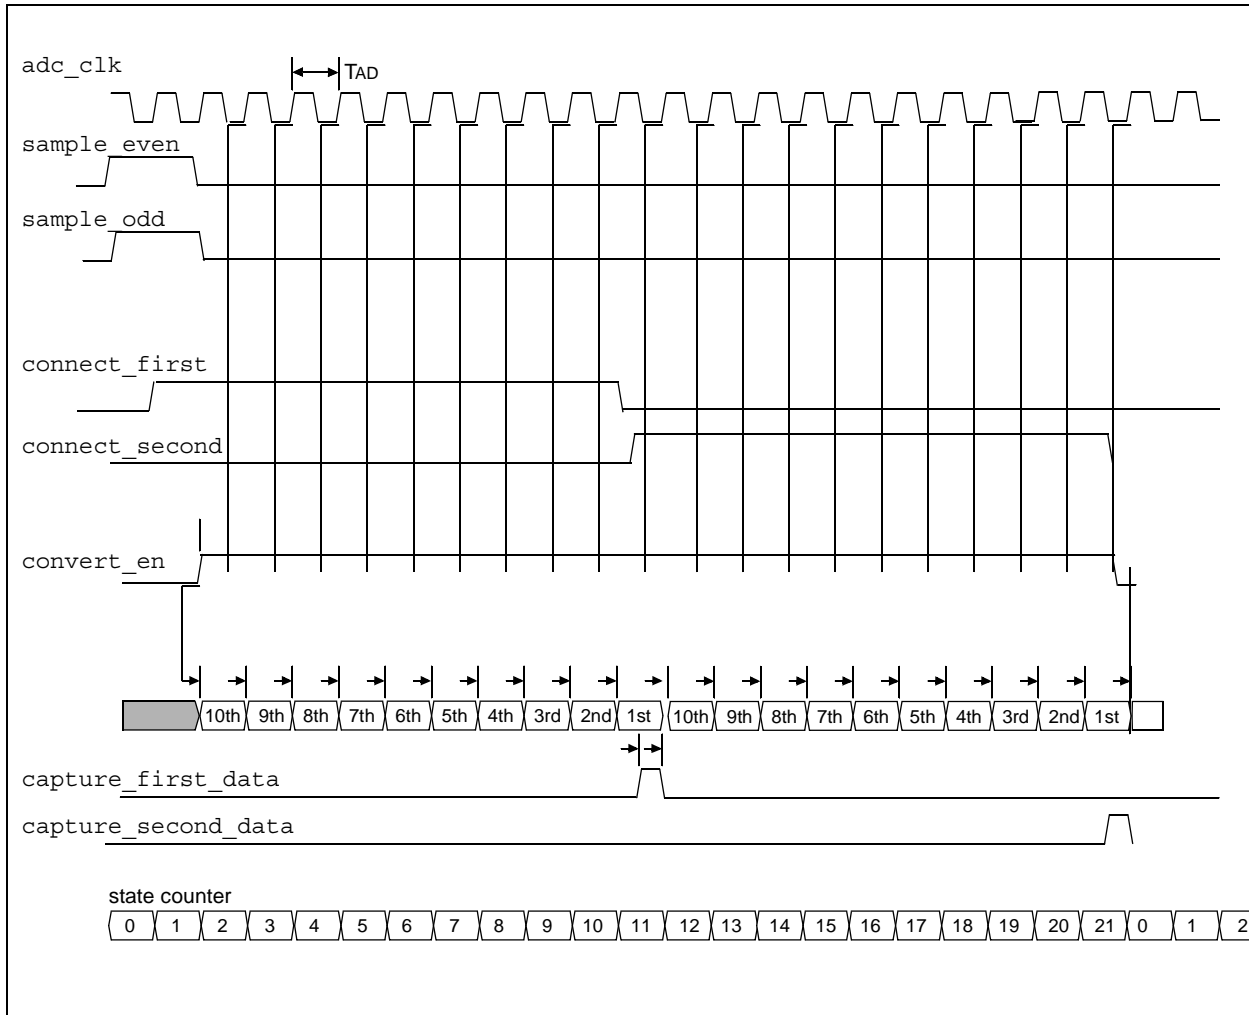 adc_clk
TAD
sample_even
sample_odd
connect_first
connect_second
convert_en
10th 9th 8th 7th 6th 5th 4th 3rd 2nd 1st 10th 9th 8th 7th 6th 5th 4th 3rd 2nd 1st
capture_first_data
capture_second_data
state counter
0 1 2 3 4 5 6 7 8 9 10 11 12 13 14 15 16 17 18 19 20 21 0 1 2